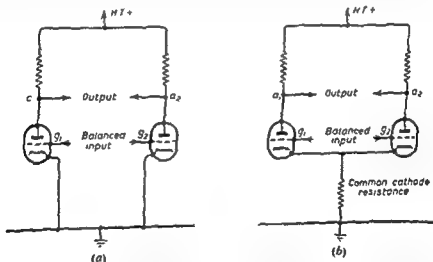 HT+
c
Output
a2
g1
Balanced input
g2
(a)
HT+
a1
Output
a2
g1
Balanced input
g2
Common cathode resistance
(b)